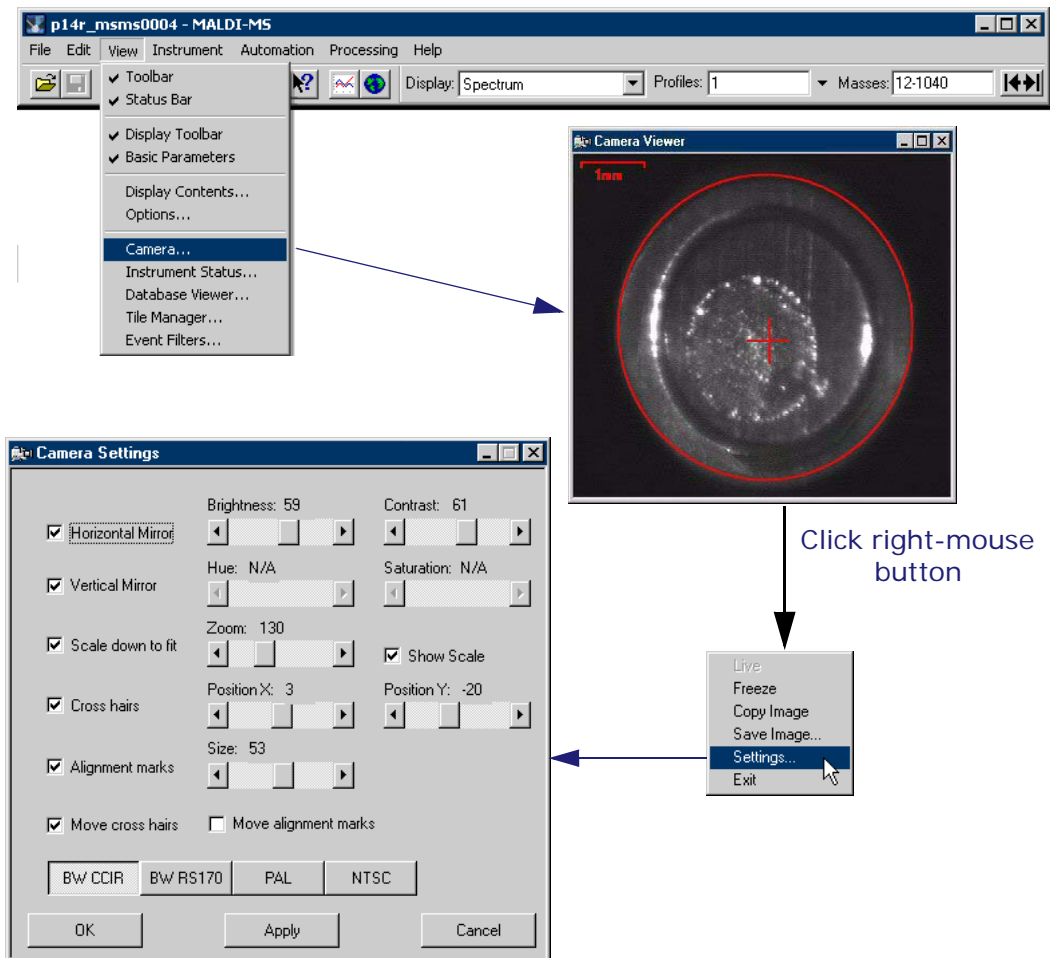 p14r_msms0004 - MALDI-MS
File Edit View Instrument Automation Processing Help
Display: Spectrum Profiles: 1 Masses: 12-1040
Toolbar
Status Bar
Display Toolbar
Basic Parameters
Display Contents...
Options...
Camera...
Instrument Status...
Database Viewer...
Tile Manager...
Event Filters...
Camera Viewer
1mm
Click right-mouse
button
Live
Freeze
Copy Image
Save Image...
Settings...
Exit
Camera Settings
Brightness: 59 Contrast: 61
Horizontal Mirror
Hue: N/A Saturation: N/A
Vertical Mirror
Zoom: 130
Scale down to fit Show Scale
Position X: 3 Position Y: -20
Cross hairs
Size: 53
Alignment marks
Move cross hairs Move alignment marks
BW CCIR BW RS170 PAL NTSC
OK Apply Cancel